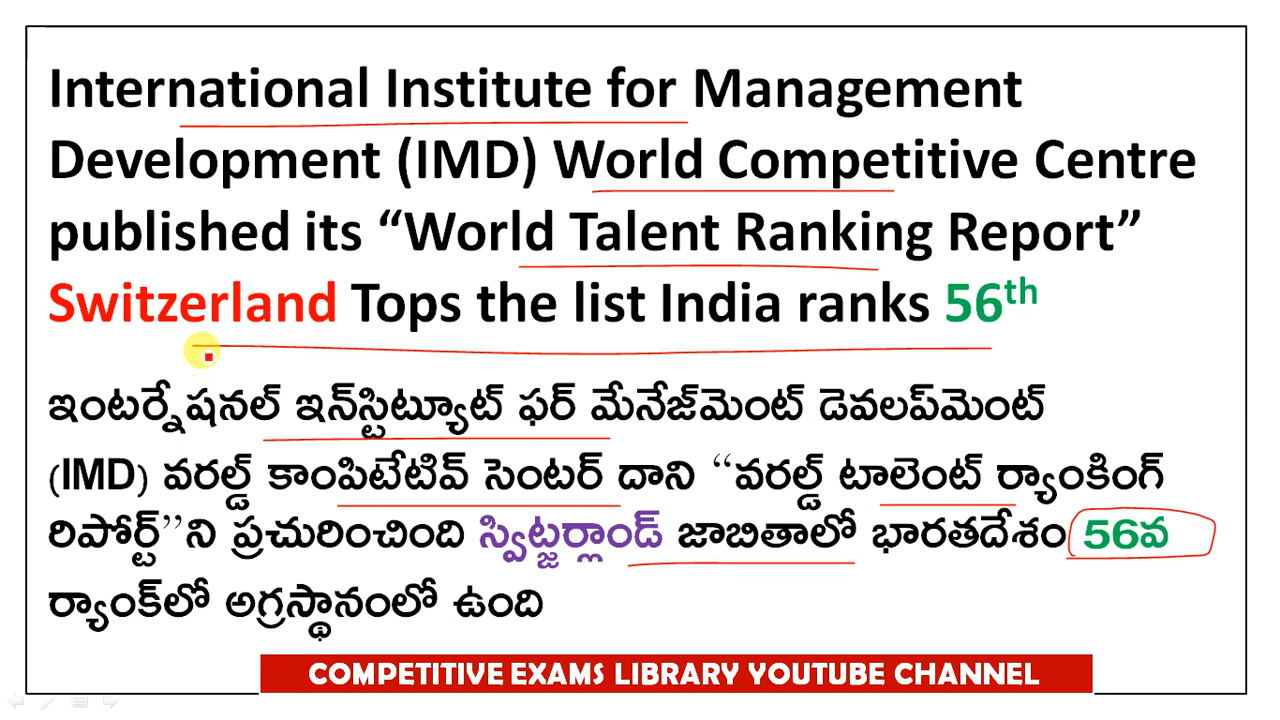 International Institute for Management
Development (IMD) World Competitive Centre
published its “World Talent Ranking Report”
Switzerland Tops the list India ranks 56th
ఇంటర్నేషనల్ ఇన్‌స్టిట్యూట్ ఫర్ మేనేజ్‌మెంట్ డెవలప్‌మెంట్
(IMD) వరల్డ్ కాంపిటేటివ్ సెంటర్ దాని “వరల్డ్ టాలెంట్ ర్యాంకింగ్
రిపోర్ట్”ని ప్రచురించింది స్విట్జర్లాండ్ జాబితాలో భారతదేశం 56వ
ర్యాంక్‌లో అగ్రస్థానంలో ఉంది
COMPETITIVE EXAMS LIBRARY YOUTUBE CHANNEL